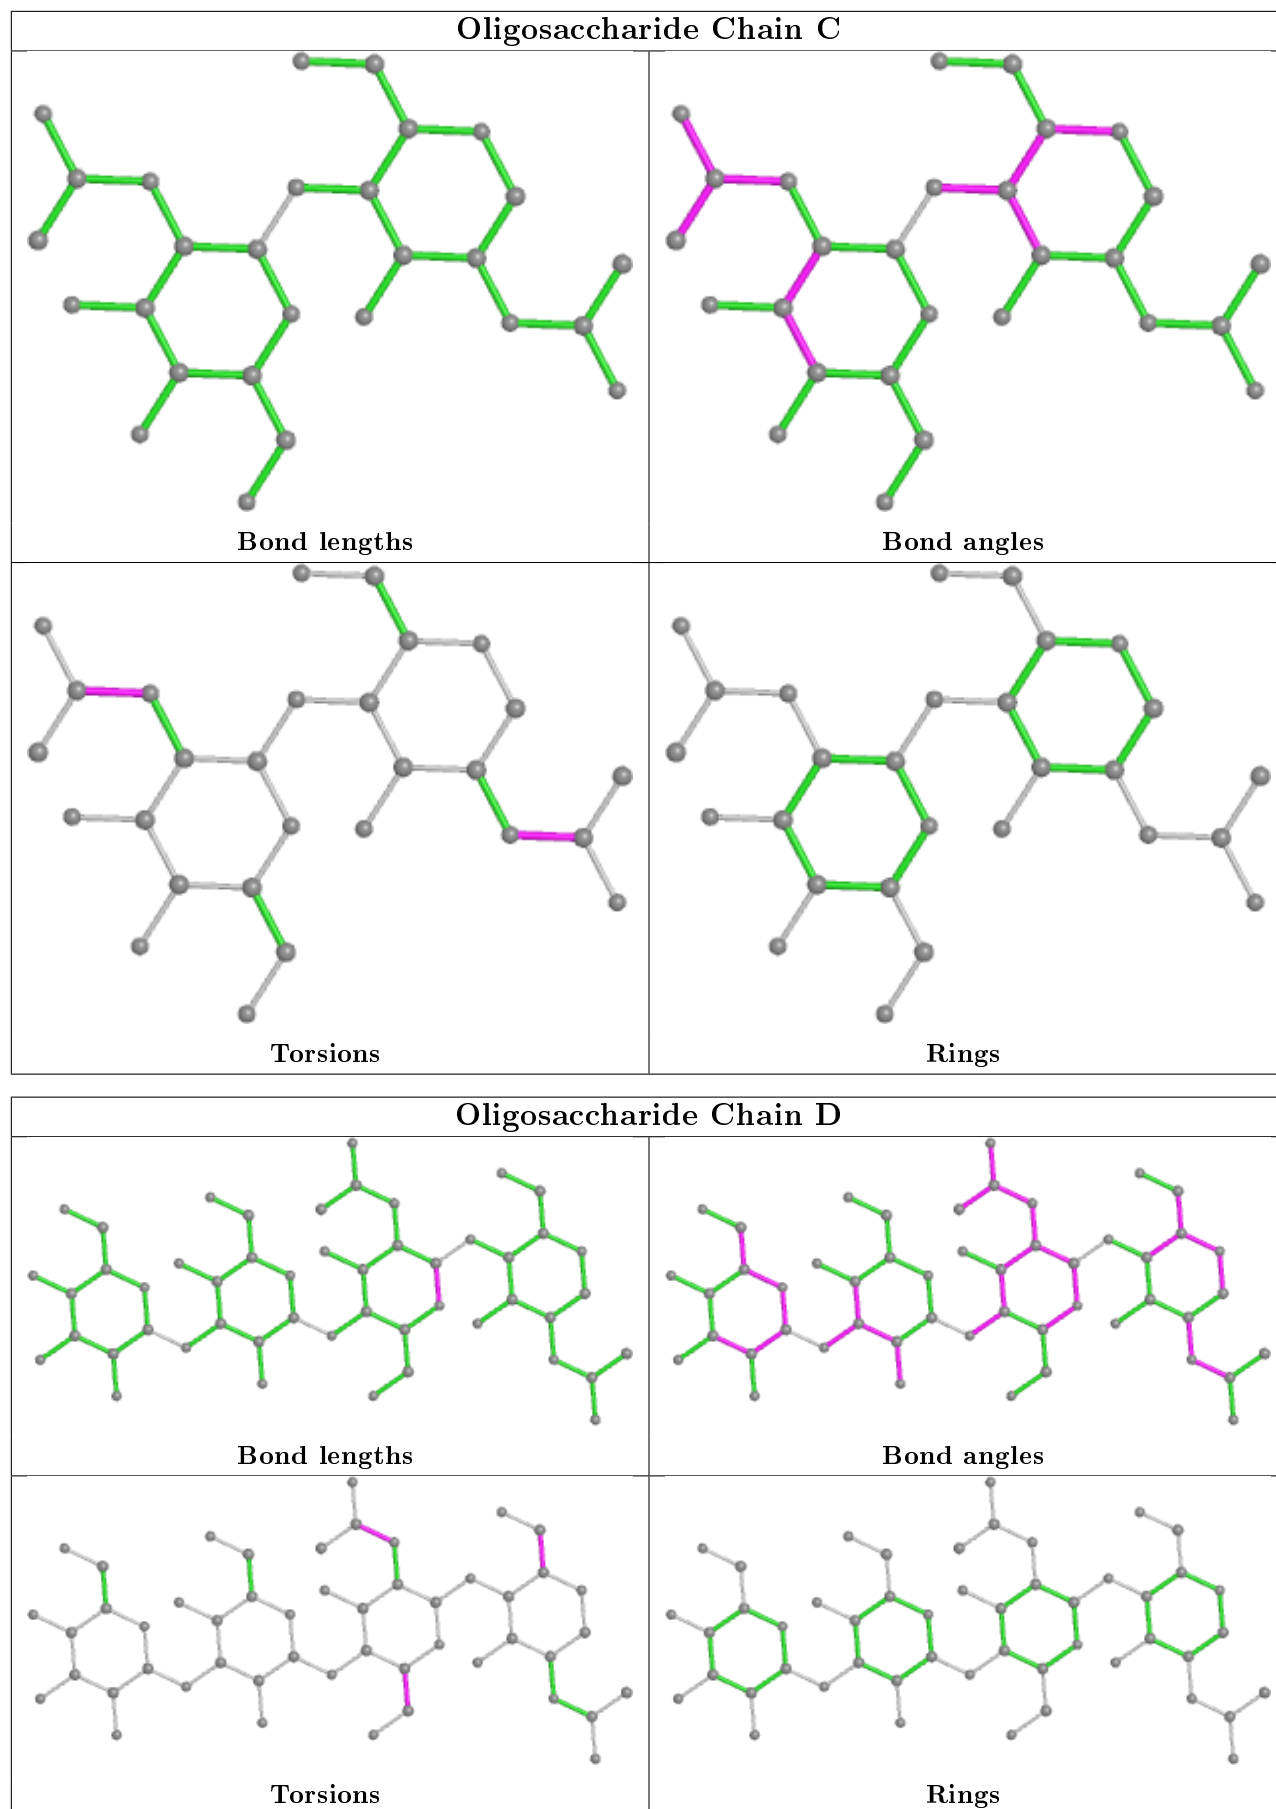 Oligosaccharide Chain C
Bond lengths
Bond angles
Torsions
Rings
Oligosaccharide Chain D
Bond lengths
Bond angles
Torsions
Rings